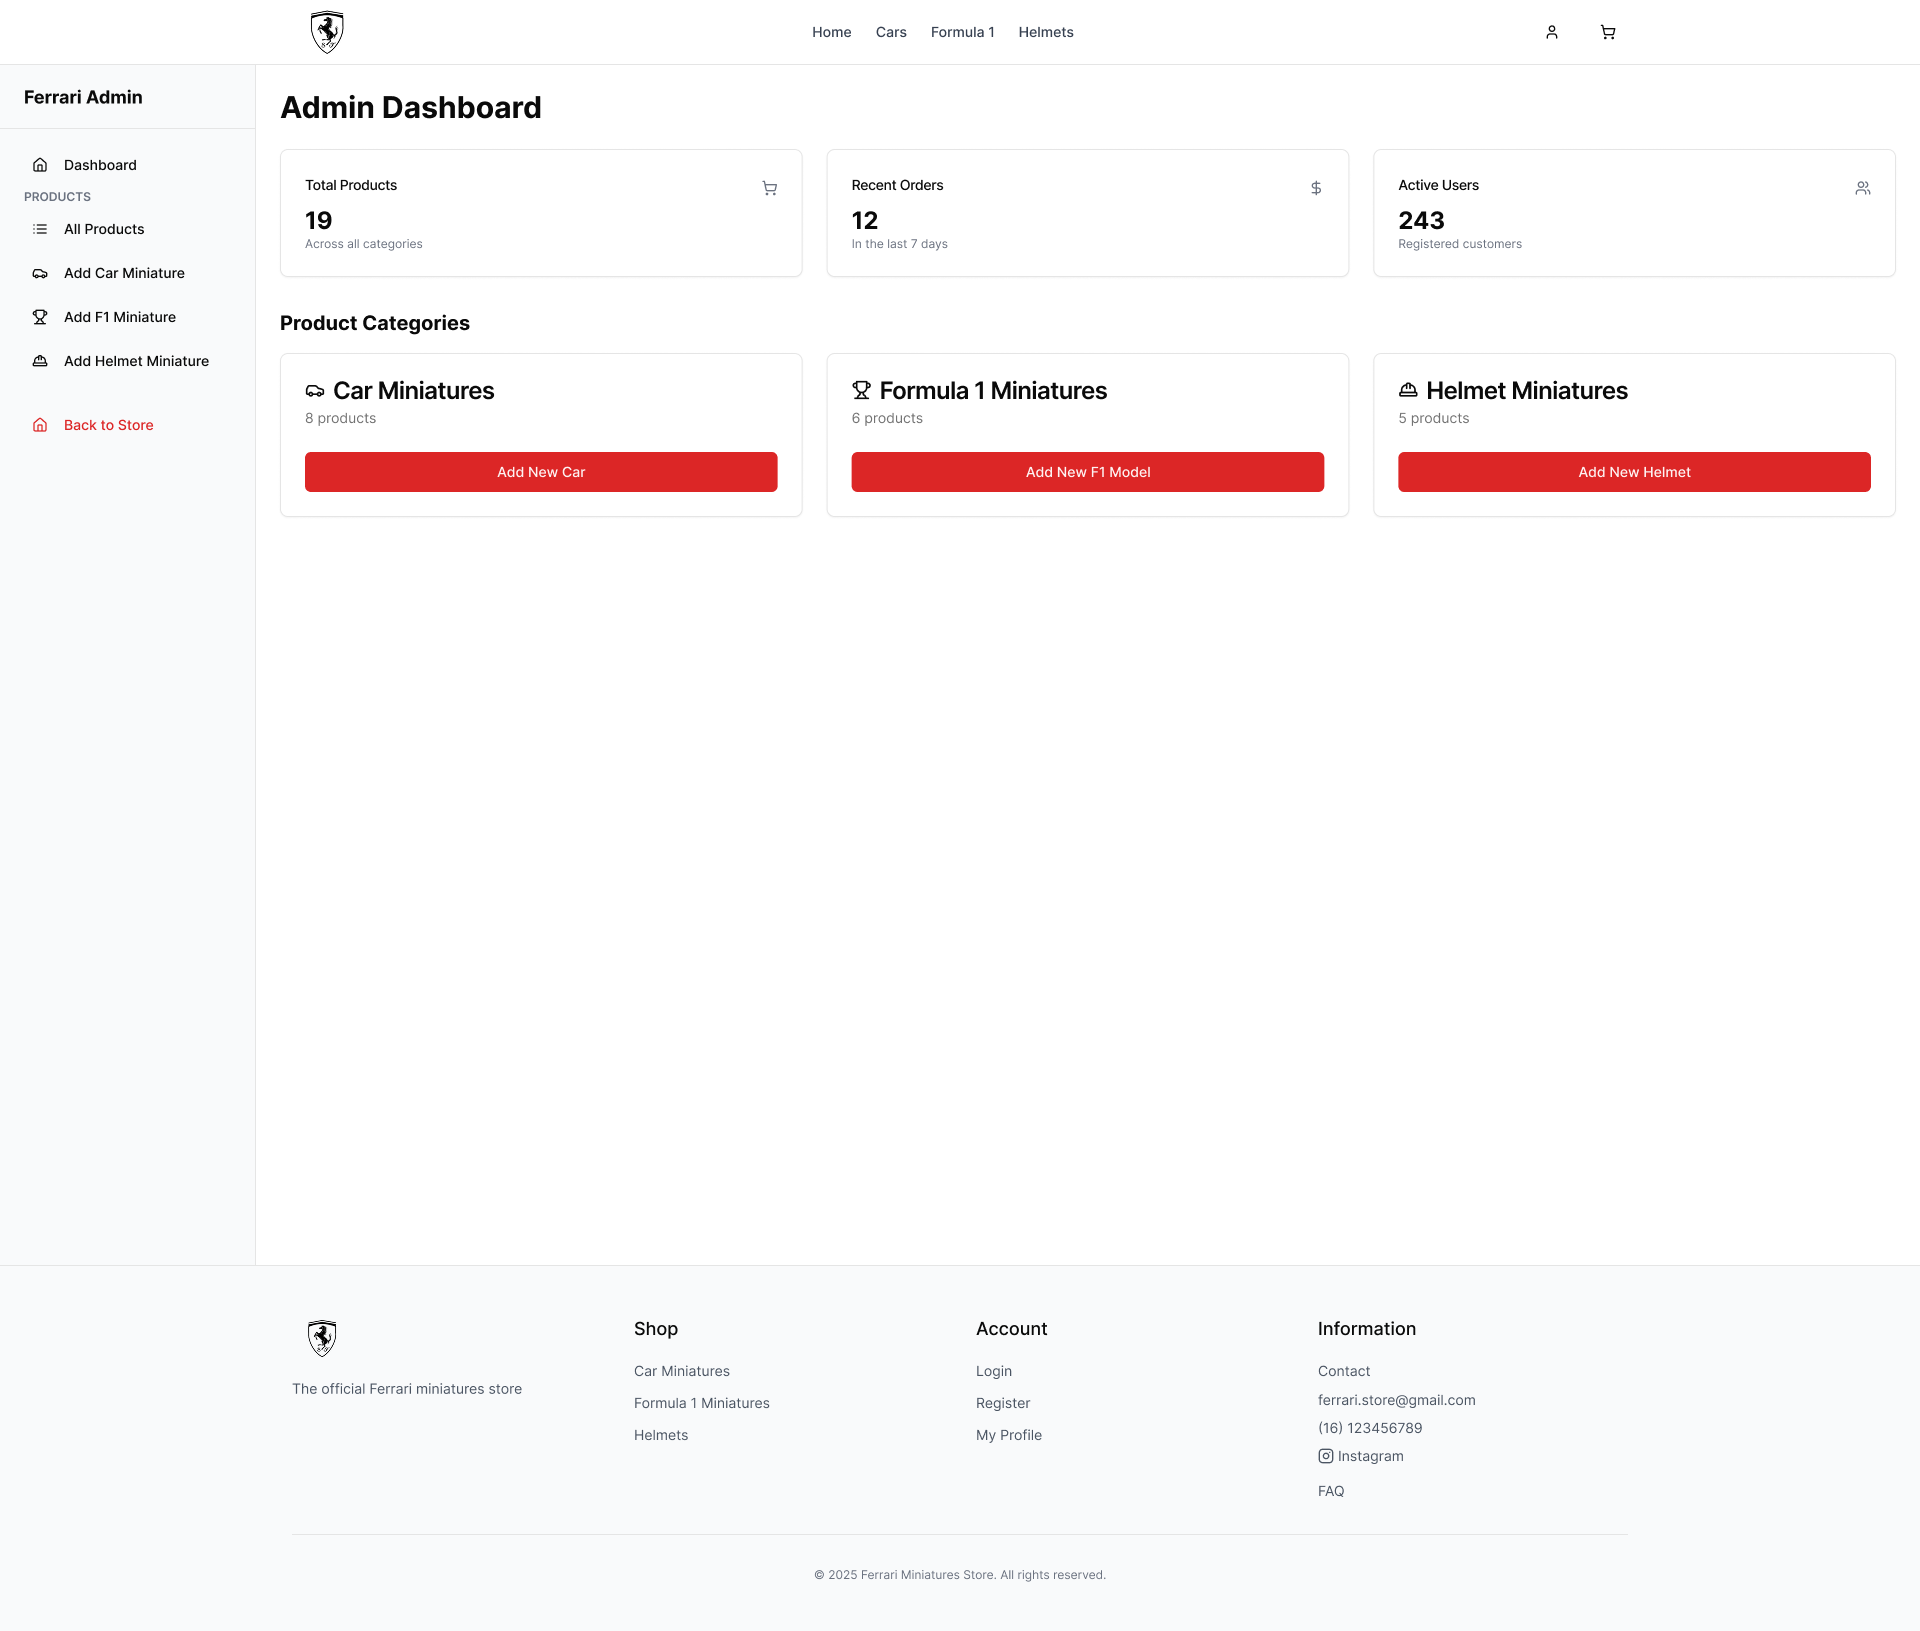 Home Cars Formula 1 Helmets
Ferrari Admin
Dashboard
PRODUCTS
All Products
Add Car Miniature
Add F1 Miniature
Add Helmet Miniature
Back to Store
Admin Dashboard
Total Products
19
Across all categories
Recent Orders
12
In the last 7 days
Active Users
243
Registered customers
Product Categories
Car Miniatures
8 products
Add New Car
Formula 1 Miniatures
6 products
Add New F1 Model
Helmet Miniatures
5 products
Add New Helmet
The official Ferrari miniatures store
Shop
Car Miniatures
Formula 1 Miniatures
Helmets
Account
Login
Register
My Profile
Information
Contact
ferrari.store@gmail.com
(16) 123456789
Instagram
FAQ
© 2025 Ferrari Miniatures Store. All rights reserved.